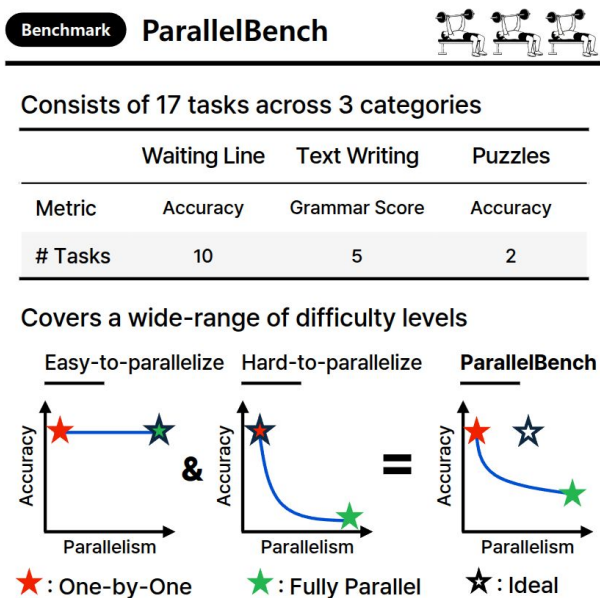 Benchmark ParallelBench
Consists of 17 tasks across 3 categories
Waiting Line Text Writing Puzzles
Metric Accuracy Grammar Score Accuracy
# Tasks 10 5 2
Covers a wide-range of difficulty levels
Easy-to-parallelize Hard-to-parallelize ParallelBench
Accuracy & Accuracy = Accuracy
Parallelism Parallelism Parallelism
: One-by-One : Fully Parallel : Ideal